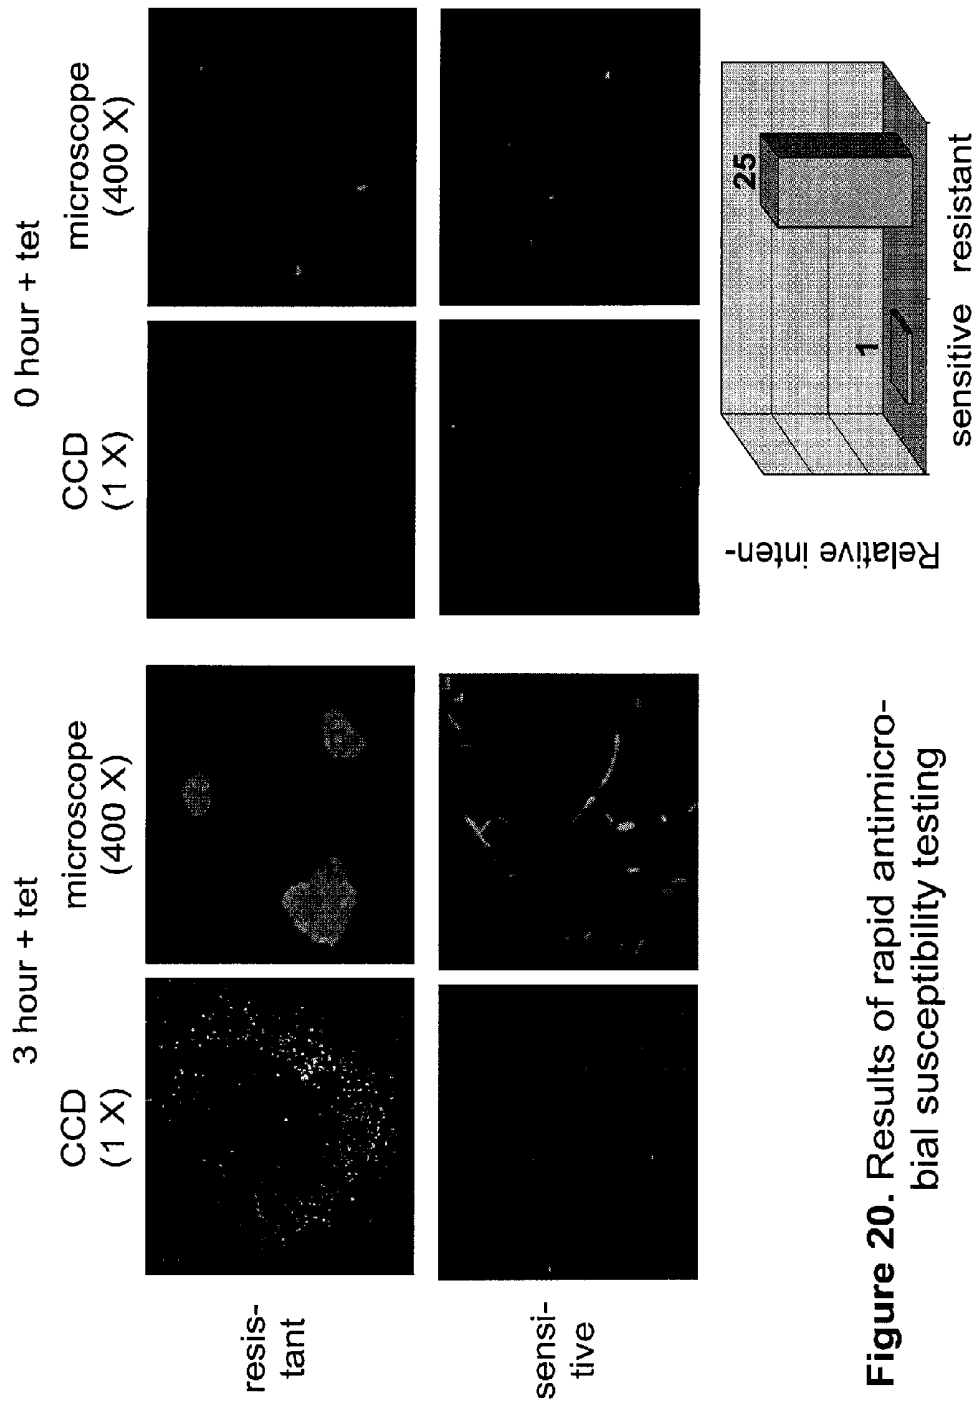 3 hour + tet
0 hour + tet
CCD
(1 X)
microscope
(400 X)
CCD
(1 X)
microscope
(400 X)
resis-
tant
sensi-
tive
Relative inten-
1
25
sensitive resistant
Figure 20. Results of rapid antimicro-
bial susceptibility testing